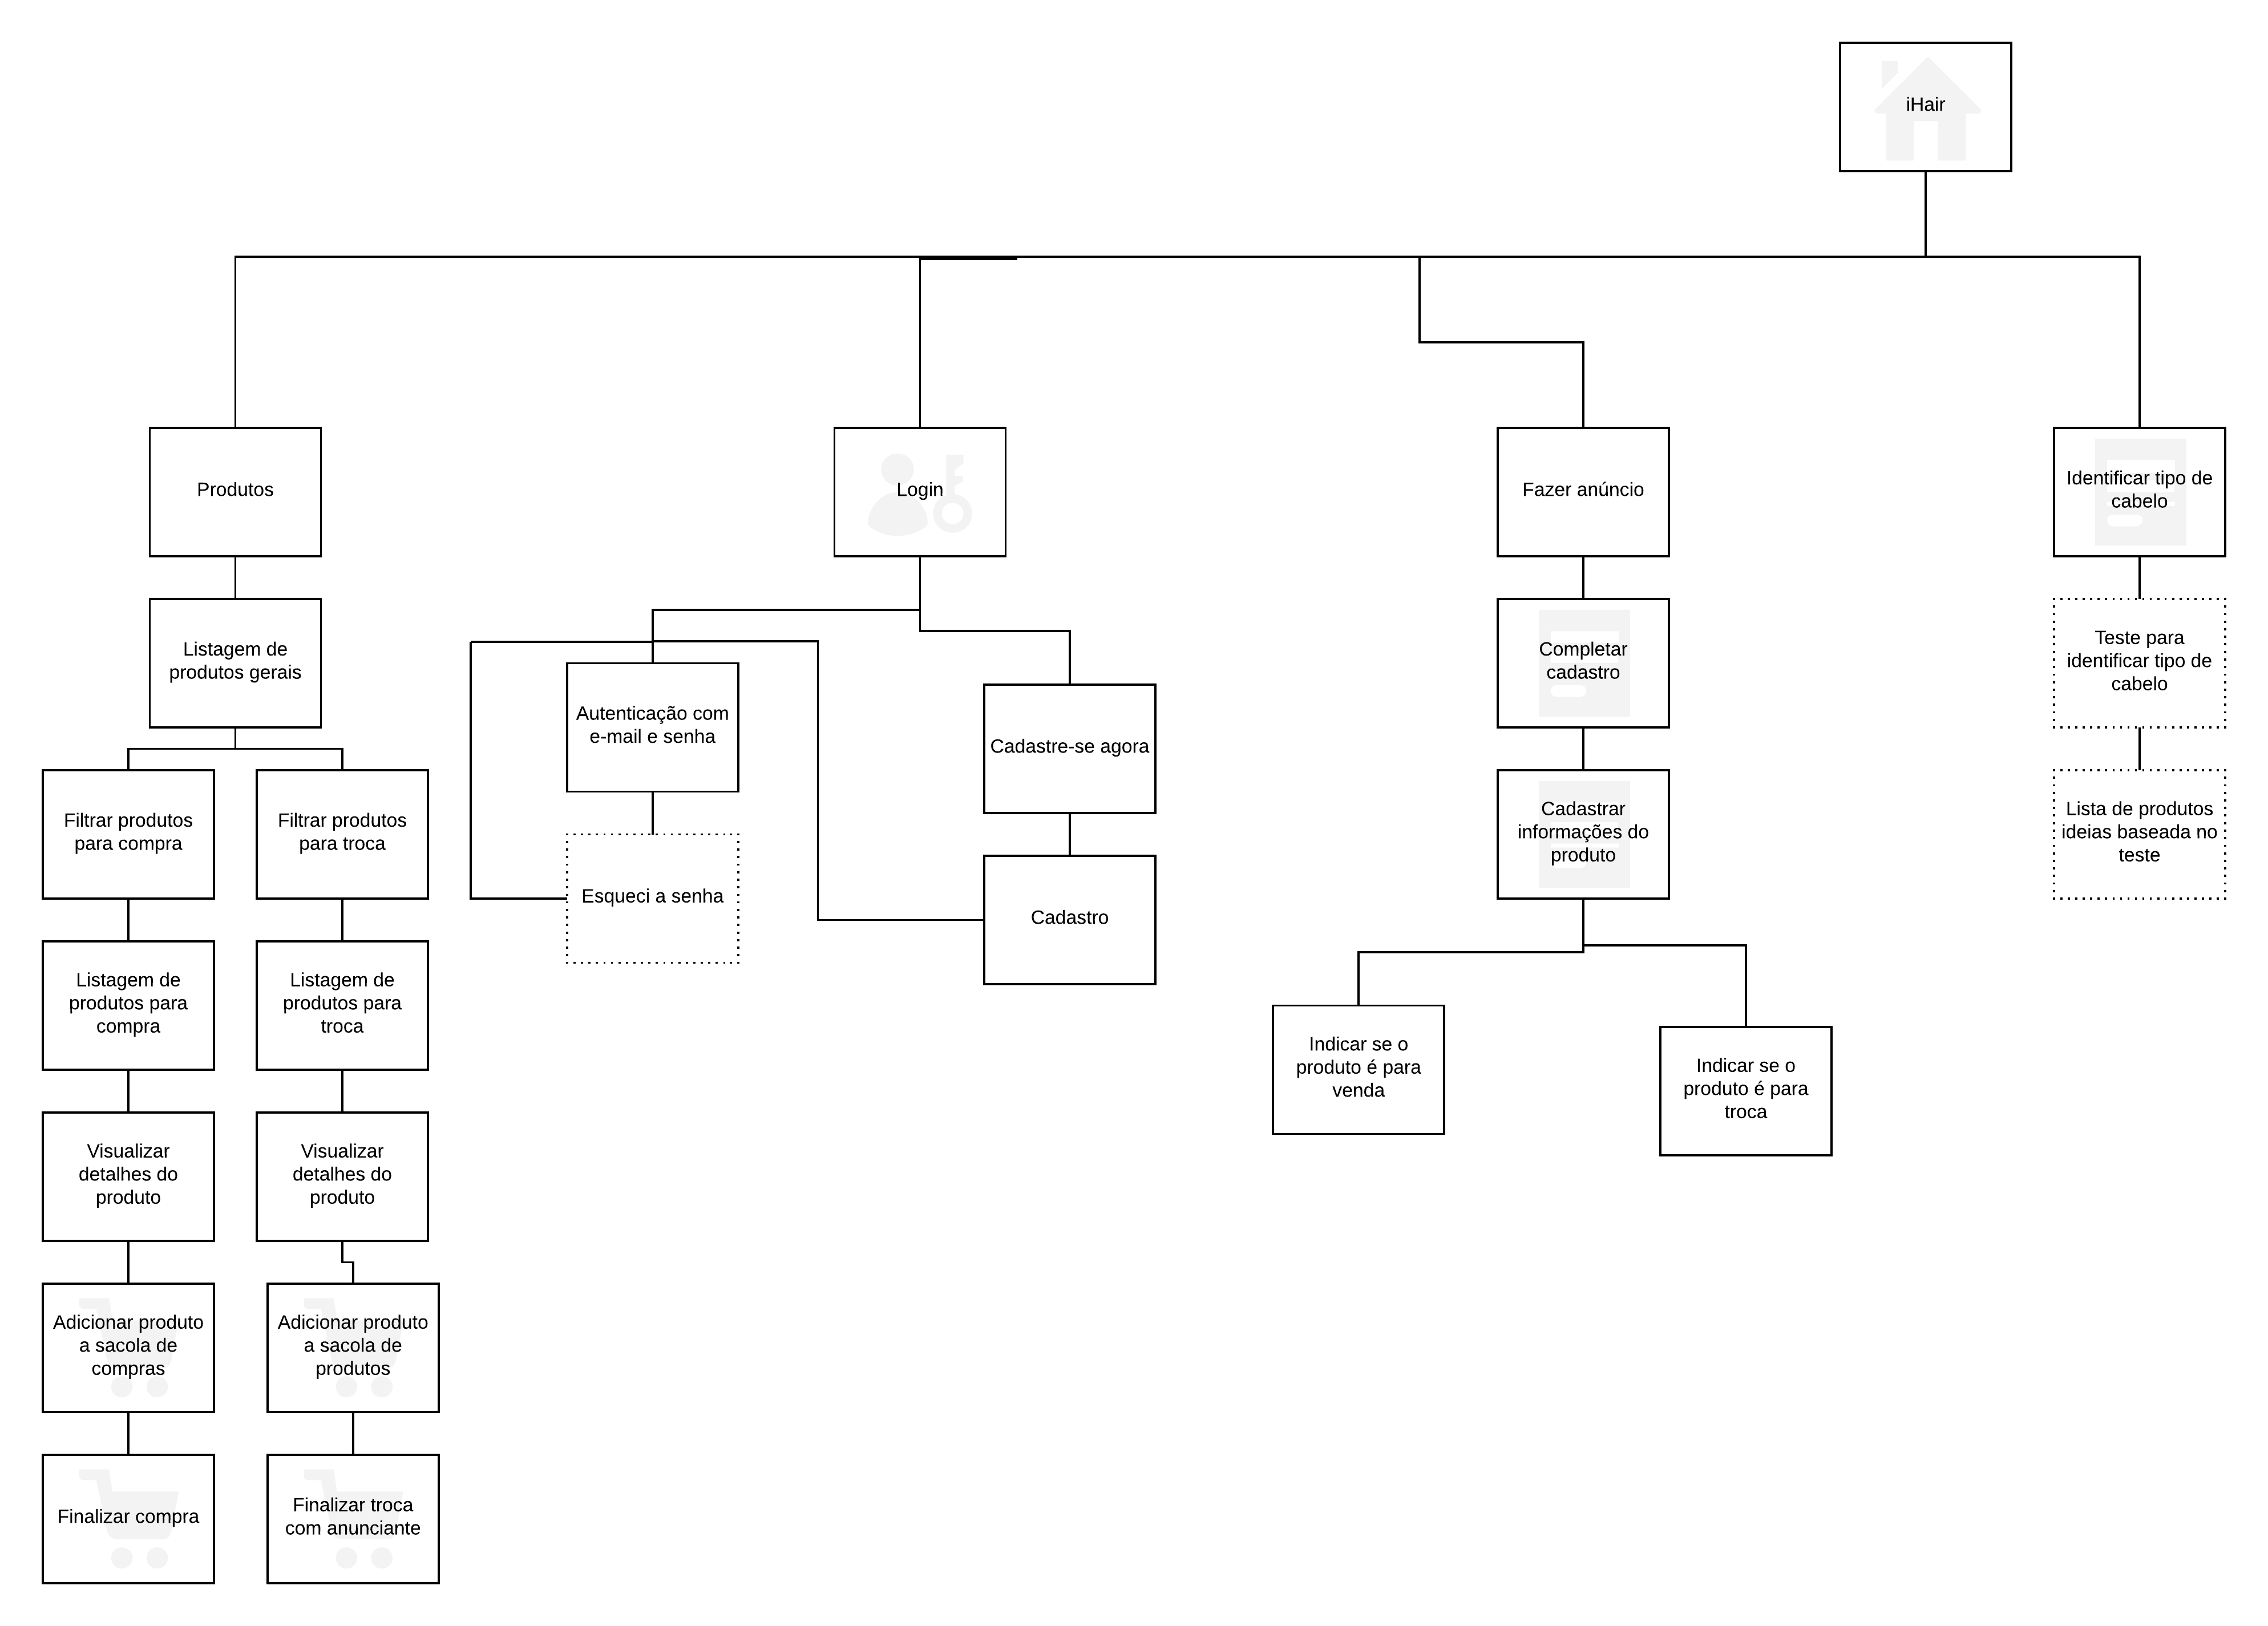 iHair
Produtos
Login
Fazer anúncio
Identificar tipo de
cabelo
Listagem de
produtos gerais
Autenticação com
e-mail e senha
Cadastre-se agora
Completar
cadastro
Teste para
identificar tipo de
cabelo
Filtrar produtos
para compra
Filtrar produtos
para troca
Esqueci a senha
Cadastro
Cadastrar
informações do
produto
Lista de produtos
ideias baseada no
teste
Listagem de
produtos para
compra
Listagem de
produtos para
troca
Indicar se o
produto é para
venda
Indicar se o
produto é para
troca
Visualizar
detalhes do
produto
Visualizar
detalhes do
produto
Adicionar produto
a sacola de
compras
Adicionar produto
a sacola de
produtos
Finalizar compra
Finalizar troca
com anunciante